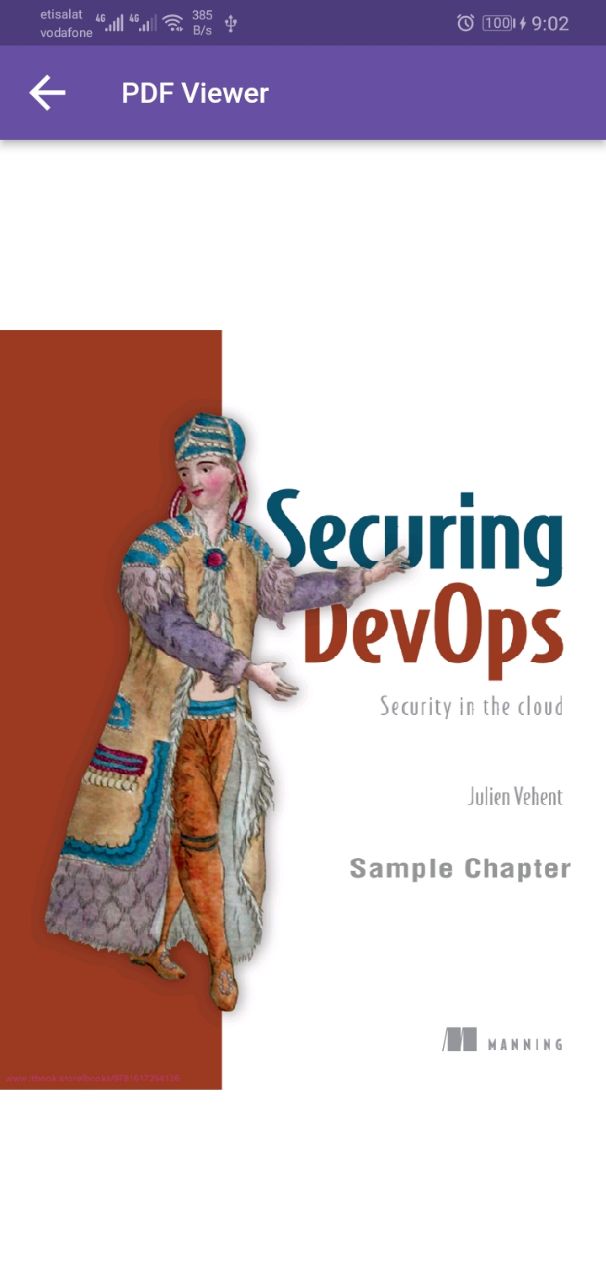 etisalat
vodafone
4G
4G
385
B/s
100
9:02
PDF Viewer
Securing
DevOps
Security in the cloud
Julien Vehent
Sample Chapter
MANNING